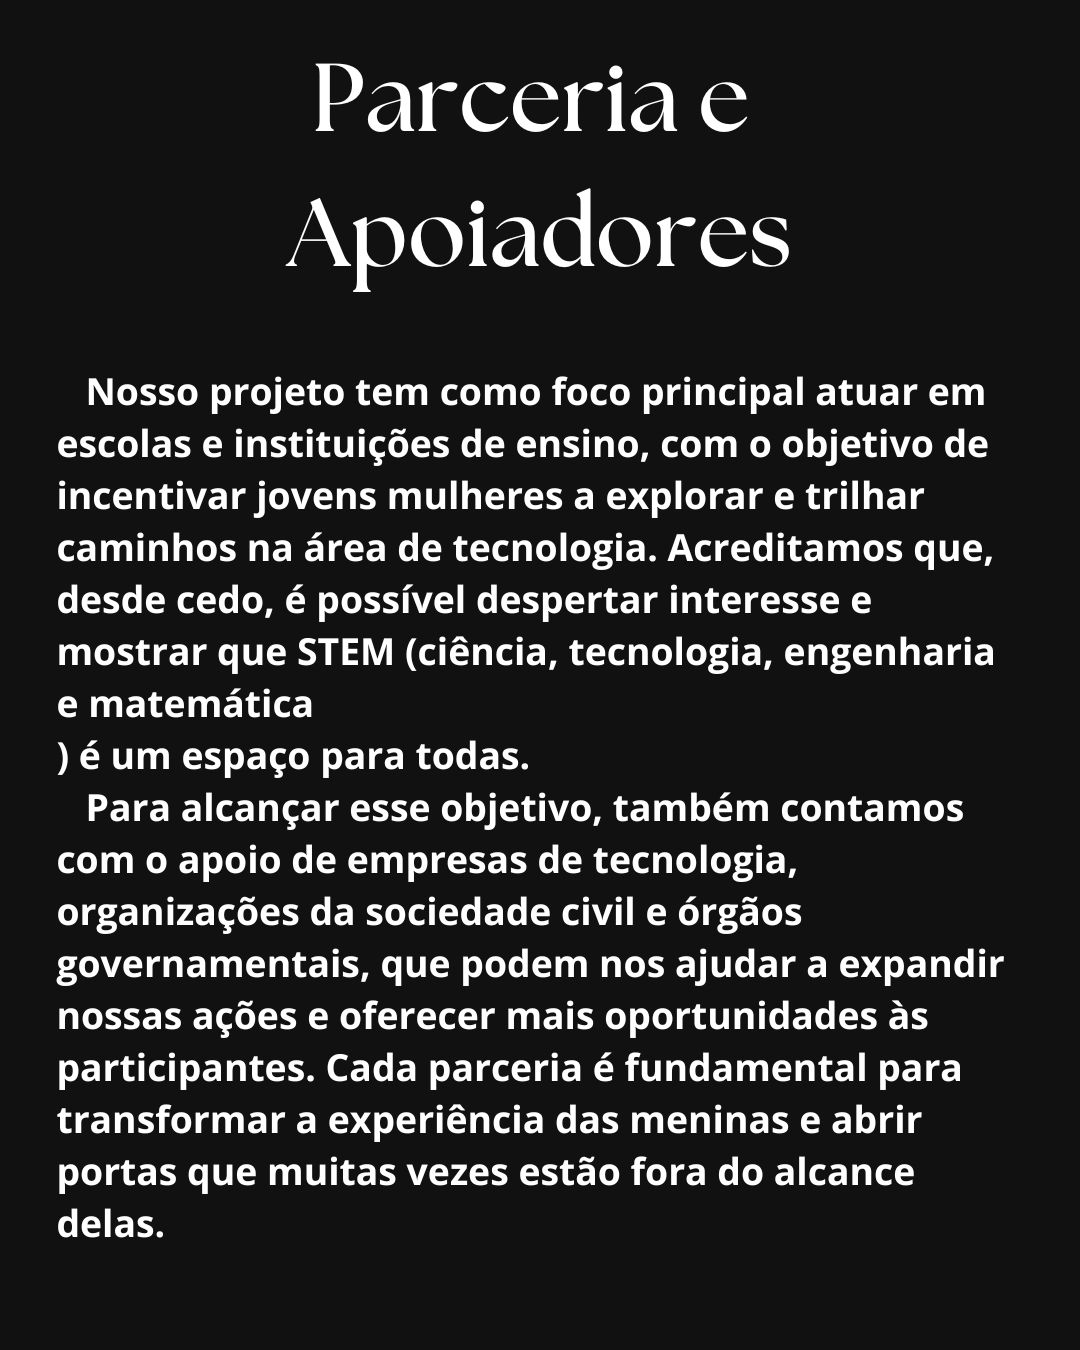 Parceria e
Apoiadores
Nosso projeto tem como foco principal atuar em
escolas e instituições de ensino, com o objetivo de
incentivar jovens mulheres a explorar e trilhar
caminhos na área de tecnologia. Acreditamos que,
desde cedo, é possível despertar interesse e
mostrar que STEM (ciência, tecnologia, engenharia
e matemática
) é um espaço para todas.
Para alcançar esse objetivo, também contamos
com o apoio de empresas de tecnologia,
organizações da sociedade civil e órgãos
governamentais, que podem nos ajudar a expandir
nossas ações e oferecer mais oportunidades às
participantes. Cada parceria é fundamental para
transformar a experiência das meninas e abrir
portas que muitas vezes estão fora do alcance
delas.